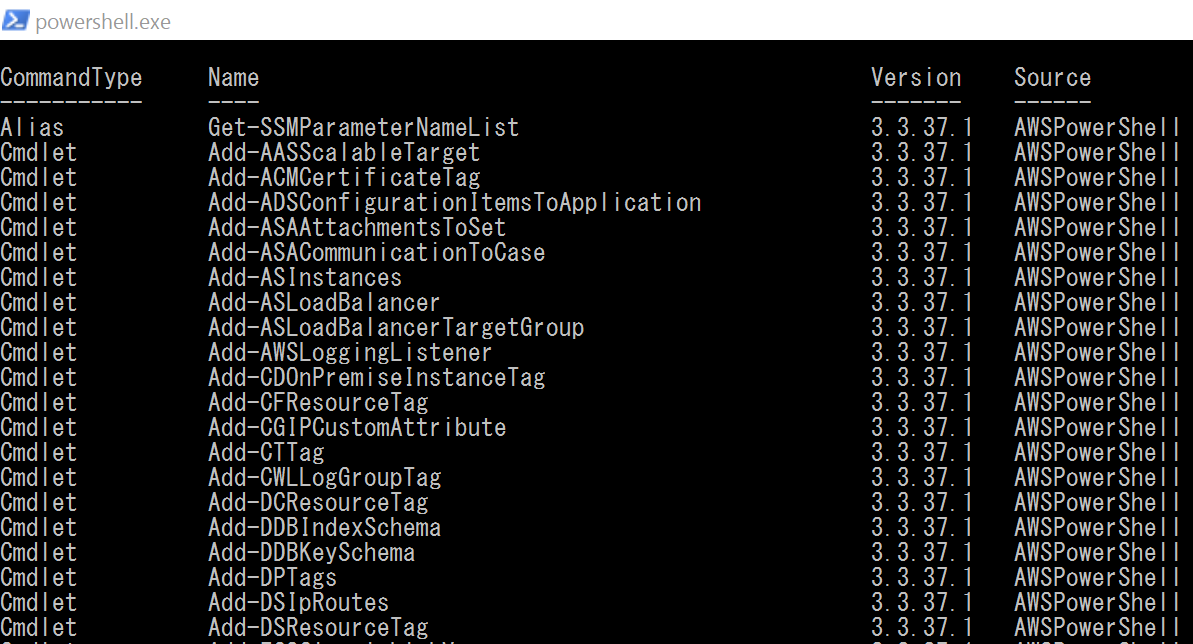 powershell.exe
CommandType Name Version Source
----------- ---- ------- ------
Alias Get-SSMParameterNameList 3.3.37.1 AWSPowerShell
Cmdlet Add-AASScalableTarget 3.3.37.1 AWSPowerShell
Cmdlet Add-ACMCertificateTag 3.3.37.1 AWSPowerShell
Cmdlet Add-ADSConfigurationItemsToApplication 3.3.37.1 AWSPowerShell
Cmdlet Add-ASAAttachmentsToSet 3.3.37.1 AWSPowerShell
Cmdlet Add-ASACommunicationToCase 3.3.37.1 AWSPowerShell
Cmdlet Add-ASInstances 3.3.37.1 AWSPowerShell
Cmdlet Add-ASLoadBalancer 3.3.37.1 AWSPowerShell
Cmdlet Add-ASLoadBalancerTargetGroup 3.3.37.1 AWSPowerShell
Cmdlet Add-AWSLoggingListener 3.3.37.1 AWSPowerShell
Cmdlet Add-CDOnPremiseInstanceTag 3.3.37.1 AWSPowerShell
Cmdlet Add-CFResourceTag 3.3.37.1 AWSPowerShell
Cmdlet Add-CGIPCustomAttribute 3.3.37.1 AWSPowerShell
Cmdlet Add-CTTag 3.3.37.1 AWSPowerShell
Cmdlet Add-CWLLogGroupTag 3.3.37.1 AWSPowerShell
Cmdlet Add-DCResourceTag 3.3.37.1 AWSPowerShell
Cmdlet Add-DDBIndexSchema 3.3.37.1 AWSPowerShell
Cmdlet Add-DDBKeySchema 3.3.37.1 AWSPowerShell
Cmdlet Add-DPTags 3.3.37.1 AWSPowerShell
Cmdlet Add-DSIpRoutes 3.3.37.1 AWSPowerShell
Cmdlet Add-DSResourceTag 3.3.37.1 AWSPowerShell